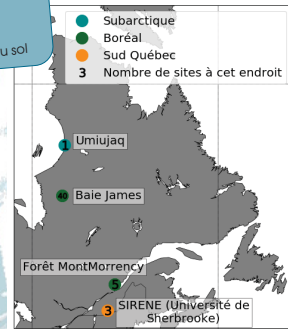 u sol
Subarctique
Boréal
Sud Québec
3 Nombre de sites à cet endroit
1 Umiujaq
40 Baie James
Forêt MontMorrency
5
3 SIRENE (Université de
Sherbrooke)